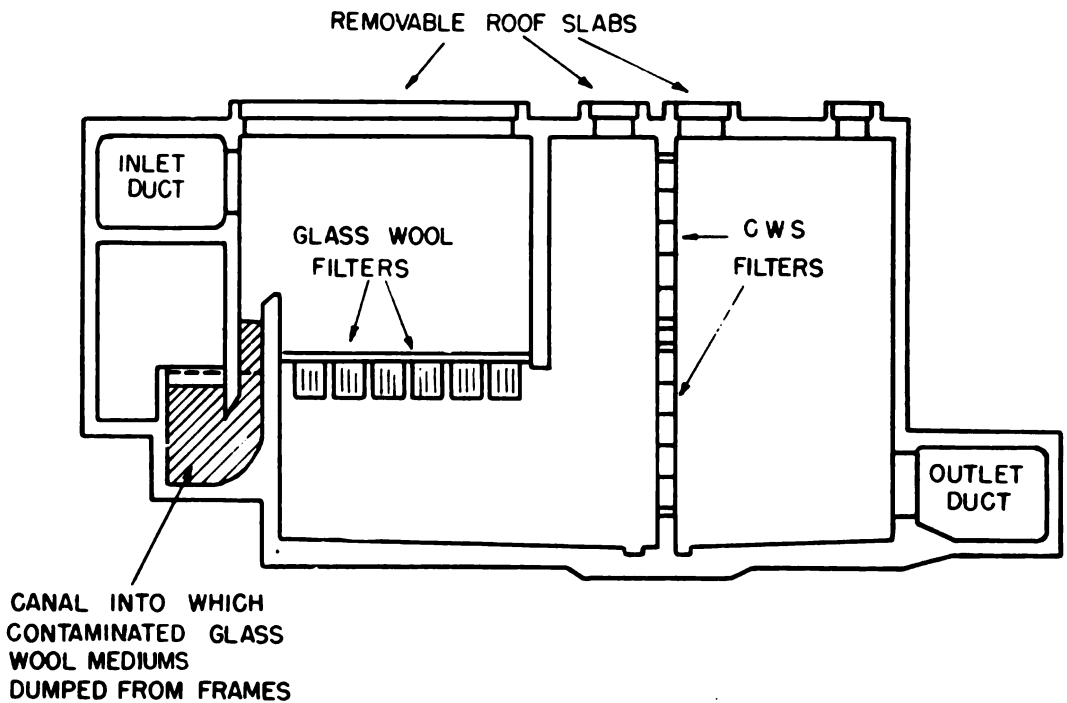 REMOVABLE ROOF SLABS
INLET
DUCT
GLASS WOOL
FILTERS
CWS
FILTERS
OUTLET
DUCT
CANAL INTO WHICH
CONTAMINATED GLASS
WOOL MEDIUMS
DUMPED FROM FRAMES